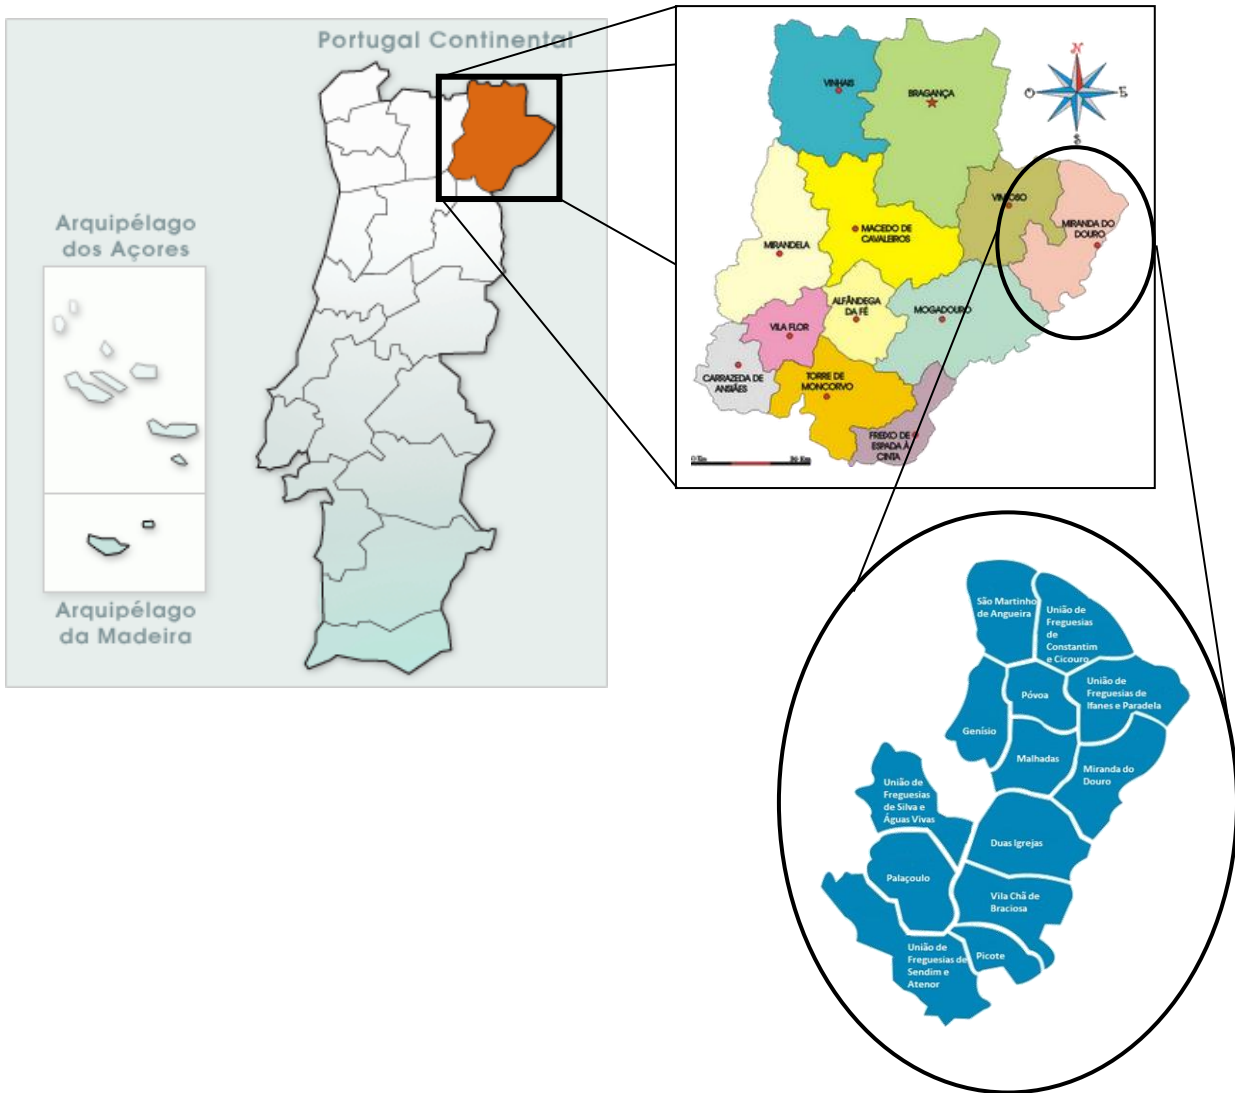 Portugal Continental
Arquipélago
dos Açores
Arquipélago
da Madeira
N
O
E
S
VINHAIS
BRAGANÇA
VIMIOSO
MIRANDA DO
DOURO
MACEDO DE
CAVALEIROS
MIRANDELA
ALFÂNDEGA
DA FÉ
MOGADOURO
VILA FLOR
CARRAZEDA DE
ANSIÃES
TORRE DE
MONCORVO
FREIXO DE
ESPADA À
CINTA
São Martinho
de Angueira
União de
Freguesias
de
Constantim
e Cicouro
Póvoa
União de
Freguesias de
Ifanes e Paradela
Genísio
Malhadas
Miranda do
Douro
União de
Freguesias
de Silva e
Águas Vivas
Duas Igrejas
Palaçoulo
Vila Chã de
Braciosa
União de
Freguesias de
Sendim e
Atenor
Picote